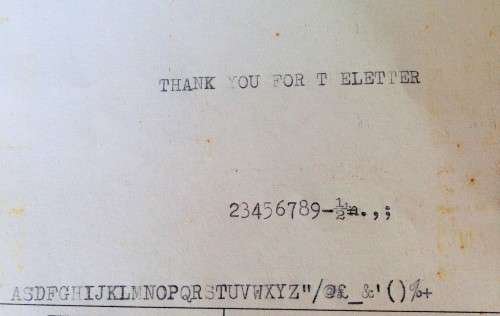 THANK YOU FOR T ELETTER
23456789-½a.,;
ASDFGHIJKLMNOPQRSTUVWXYZ"/@£_&'()%+